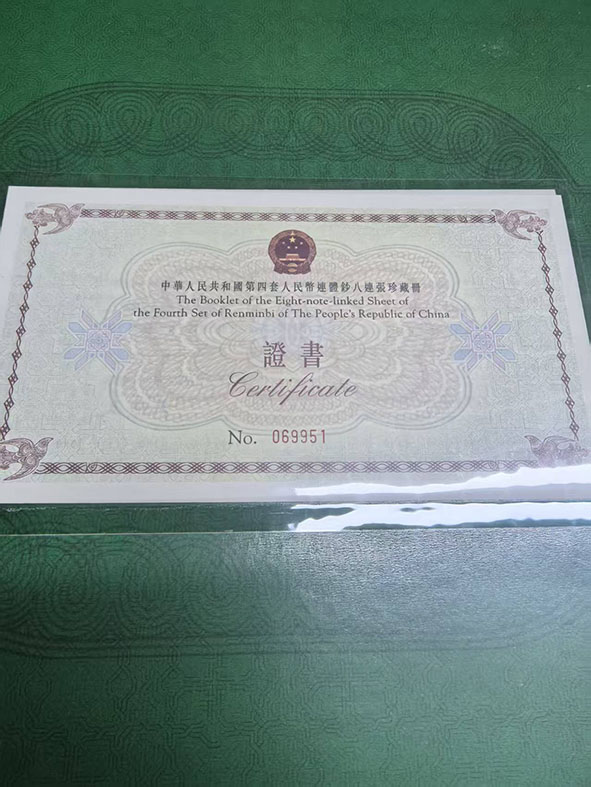 中華人民共和國第四套人民幣連體鈔八連張珍藏冊
The Booklet of the Eight-note-linked Sheet of
the Fourth Set of Renminbi of The People's Republic of China
證書
Certificate
No. 069951